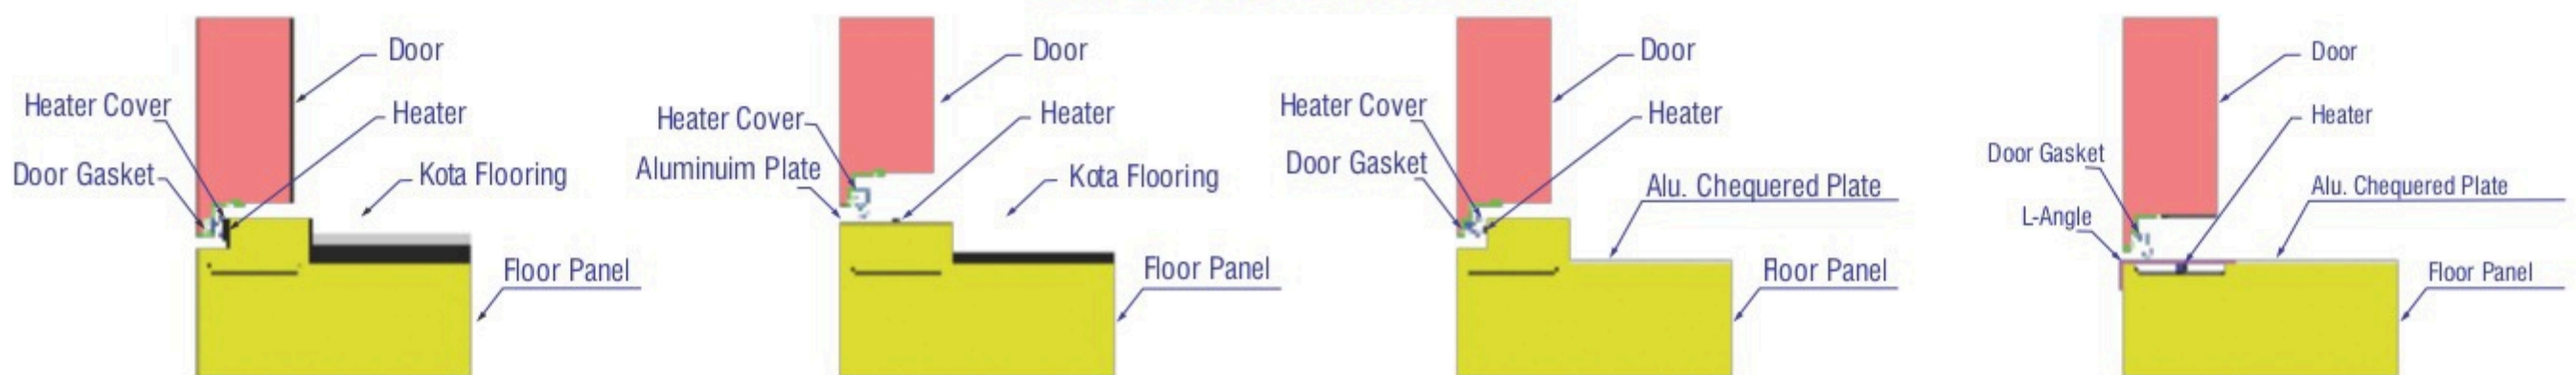 Door
Heater Cover
Heater
Door Gasket
Kota Flooring
Floor Panel
Door
Heater Cover
Heater
Aluminuim Plate
Kota Flooring
Floor Panel
Door
Heater Cover
Heater
Door Gasket
Alu. Chequered Plate
Floor Panel
Door
Heater
Door Gasket
Alu. Chequered Plate
L-Angle
Floor Panel